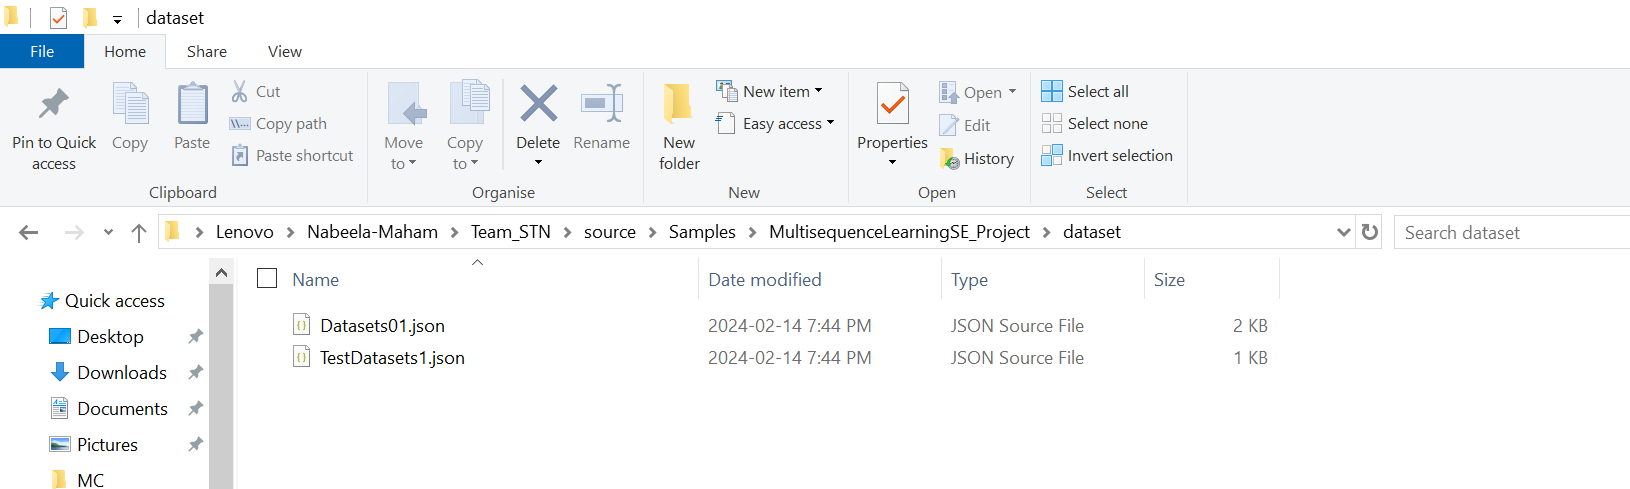 dataset
File Home Share View
Pin to Quick access
Copy
Paste
Cut
Copy path
Paste shortcut
Clipboard
Move to
Copy to
Delete
Rename
Organise
New folder
New item
Easy access
New
Properties
Open
Edit
History
Open
Select all
Select none
Invert selection
Select
Lenovo > Nabeela-Maham > Team_STN > source > Samples > MultisequenceLearningSE_Project > dataset
Search dataset
Quick access
Desktop
Downloads
Documents
Pictures
MC
Name Date modified Type Size
Datasets01.json 2024-02-14 7:44 PM JSON Source File 2 KB
TestDatasets1.json 2024-02-14 7:44 PM JSON Source File 1 KB